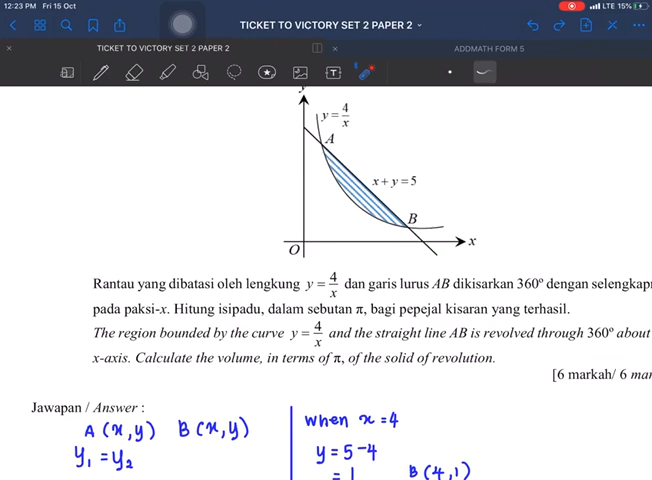 12:23 PM Fri 15 Oct
LTE 15%
TICKET TO VICTORY SET 2 PAPER 2
TICKET TO VICTORY SET 2 PAPER 2
ADDMATH FORM 5
y
y = 4/x
A
x + y = 5
B
O
x
Rantau yang dibatasi oleh lengkung y = 4/x dan garis lurus AB dikisarkan 360° dengan selengkapn
pada paksi-x. Hitung isipadu, dalam sebutan π, bagi pepejal kisaran yang terhasil.
The region bounded by the curve y = 4/x and the straight line AB is revolved through 360° about
x-axis. Calculate the volume, in terms of π, of the solid of revolution.
[6 markah/ 6 mar
Jawapan / Answer :
A (x,y) B (x,y)
y₁ = y₂
when x = 4
y = 5 - 4
= 1
B (4,1)